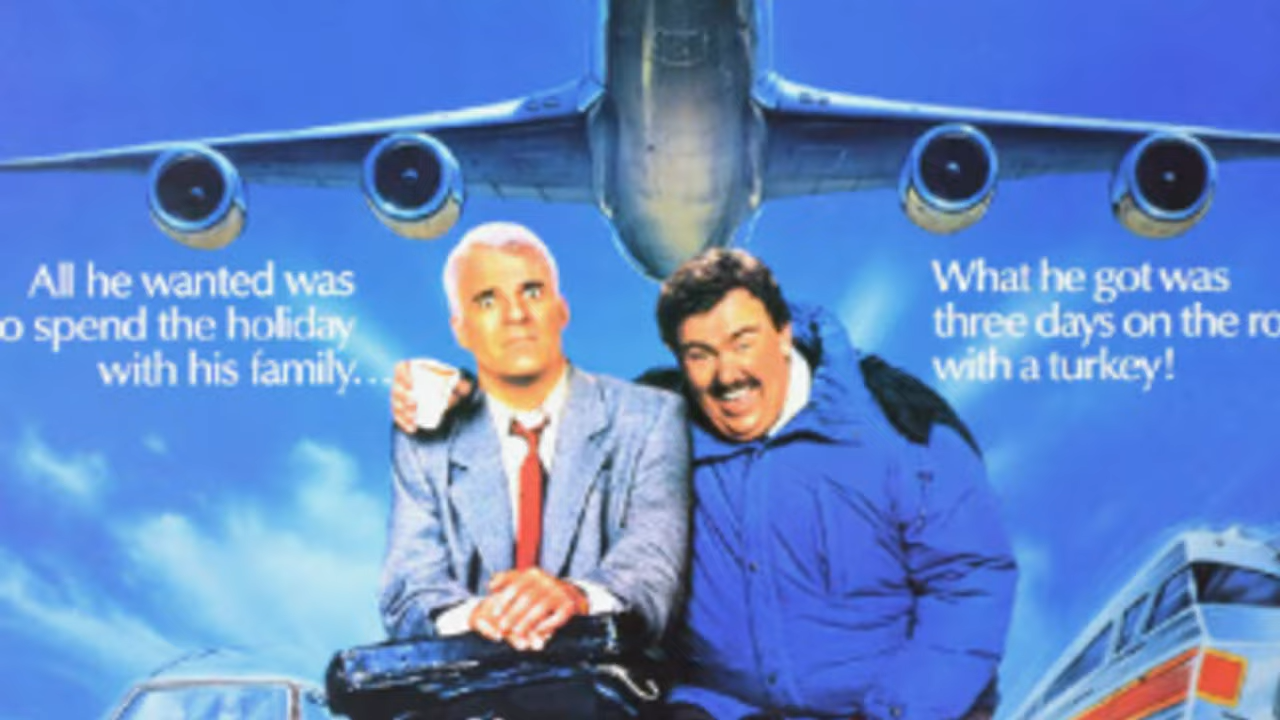 All he wanted was
o spend the holiday
with his family...
What he got was
three days on the ro
with a turkey!